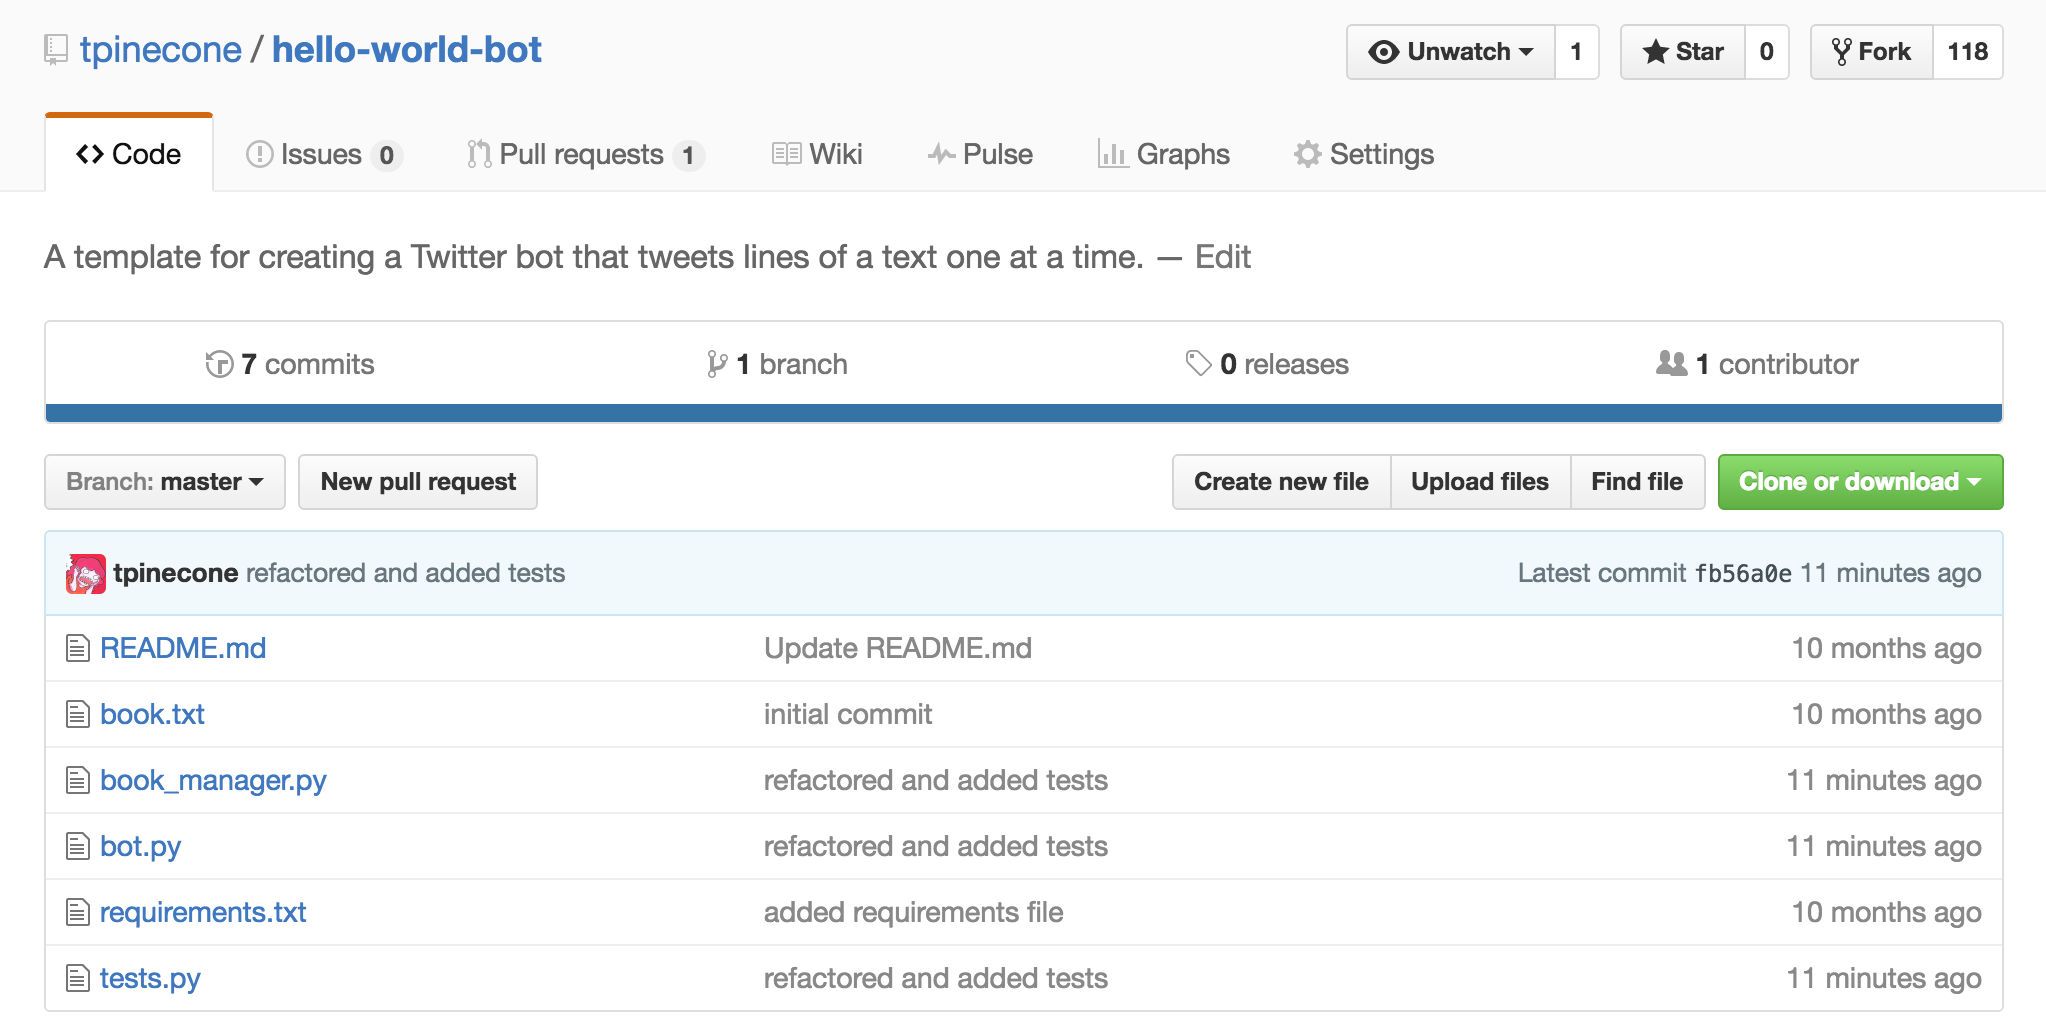 tpinecone / hello-world-bot Unwatch 1 Star 0 Fork 118
Code Issues 0 Pull requests 1 Wiki Pulse Graphs Settings
A template for creating a Twitter bot that tweets lines of a text one at a time. — Edit
7 commits 1 branch 0 releases 1 contributor
Branch: master New pull request Create new file Upload files Find file Clone or download
tpinecone refactored and added tests Latest commit fb56a0e 11 minutes ago
README.md Update README.md 10 months ago
book.txt initial commit 10 months ago
book_manager.py refactored and added tests 11 minutes ago
bot.py refactored and added tests 11 minutes ago
requirements.txt added requirements file 10 months ago
tests.py refactored and added tests 11 minutes ago